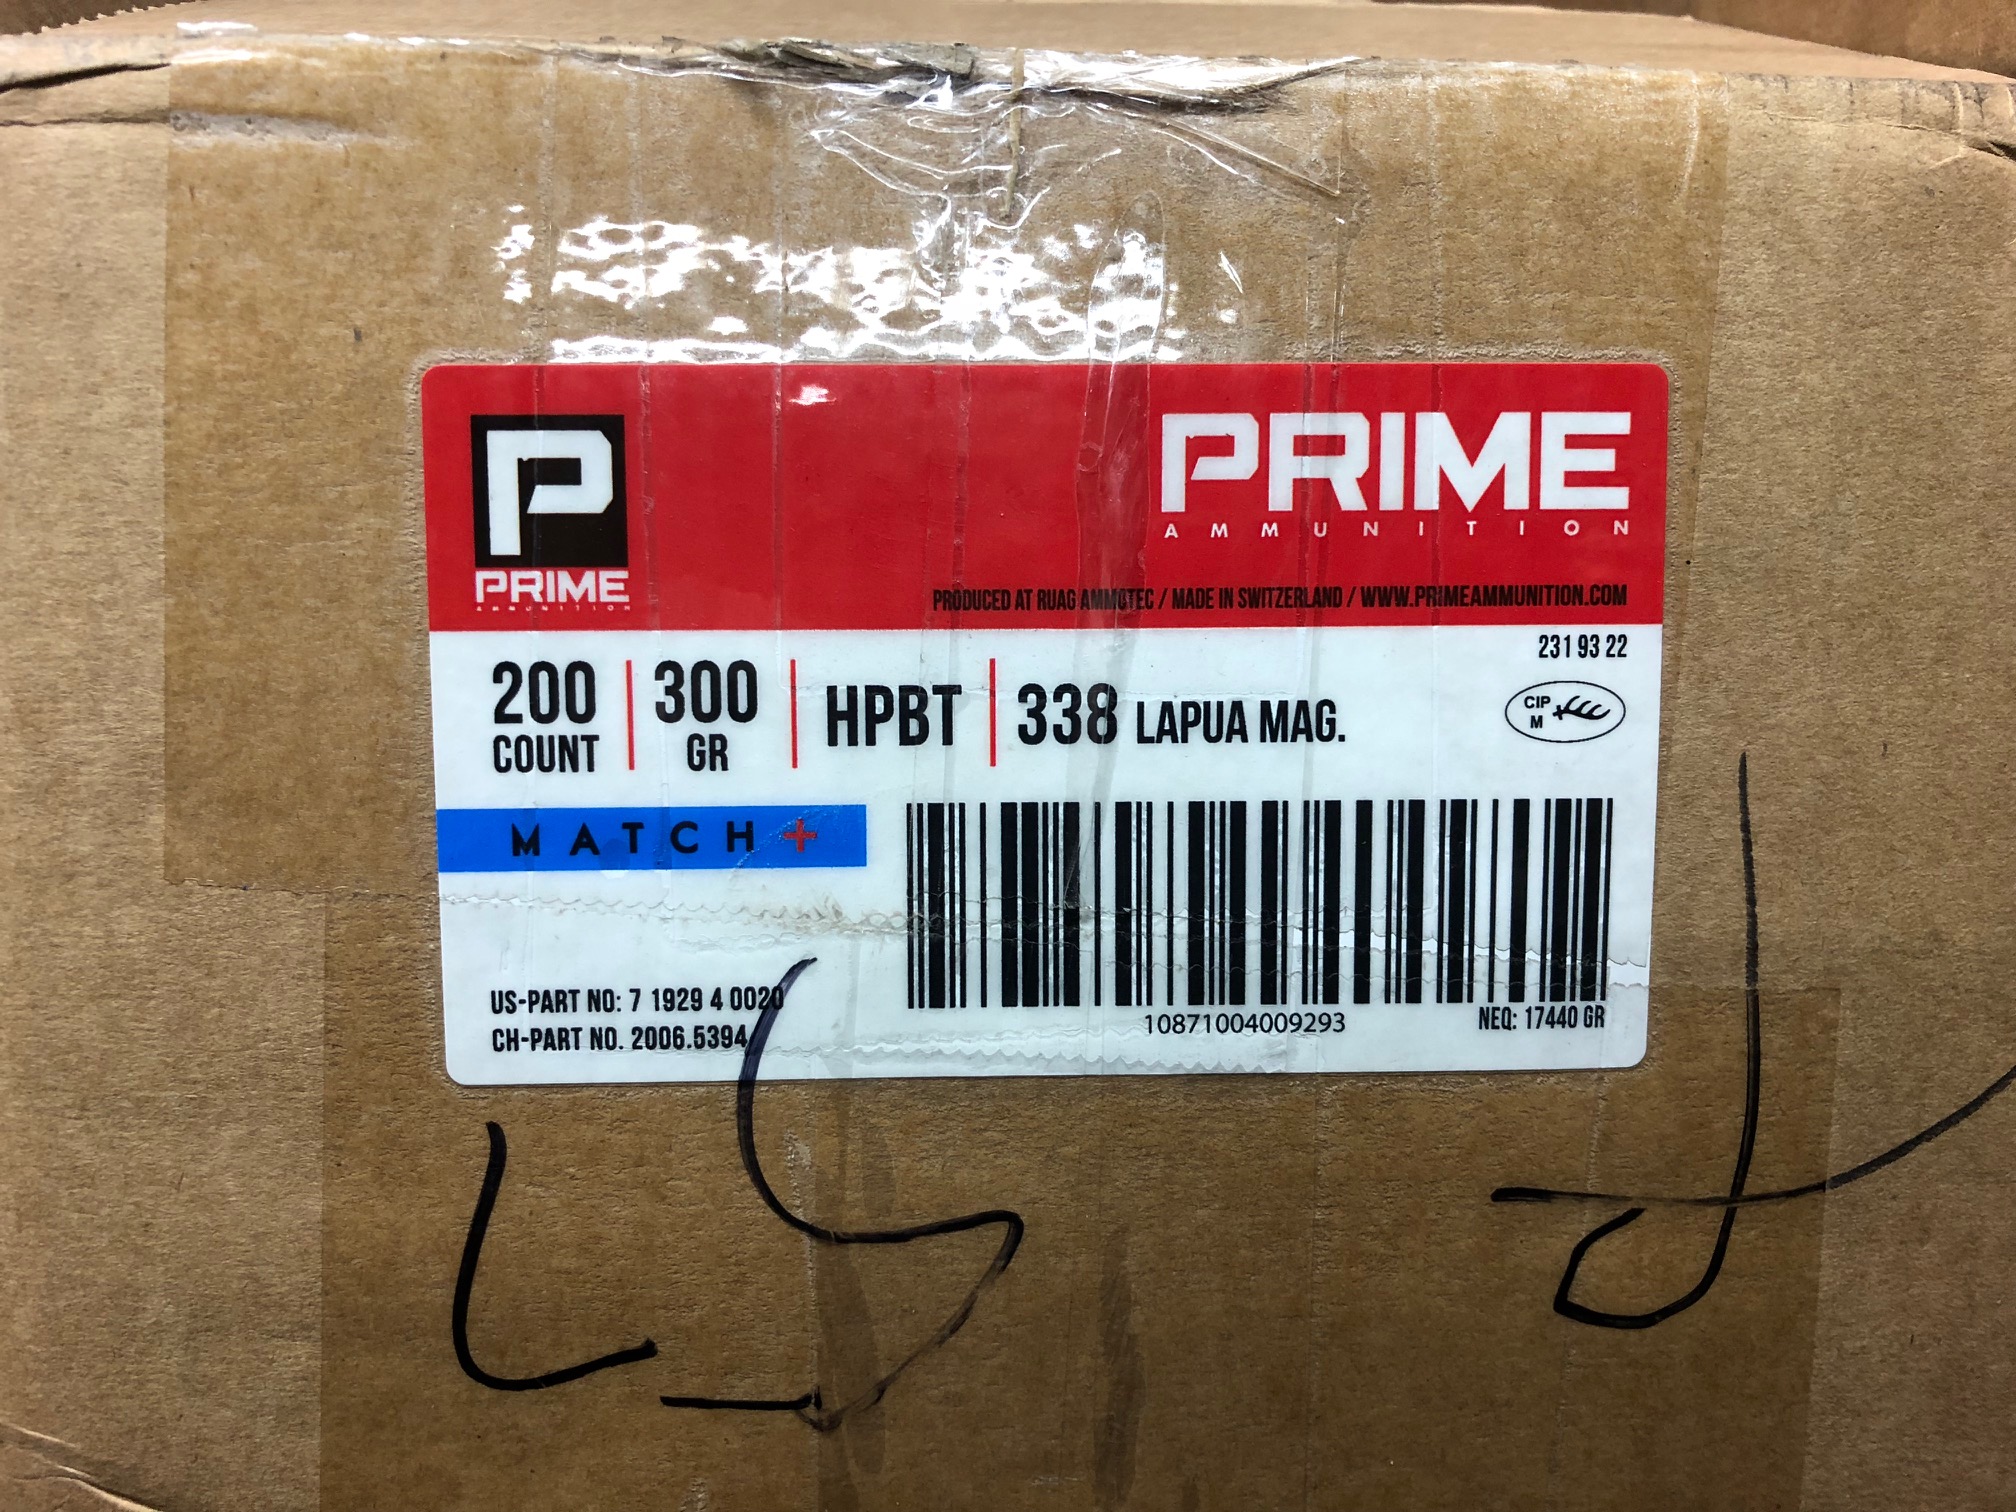 P
PRIME
AMMUNITION
PRIME
AMMUNITION
PRODUCED AT RUAG AMMOTEC / MADE IN SWITZERLAND / WWW.PRIMEAMMUNITION.COM
231 93 22
200 COUNT | 300 GR | HPBT | 338 LAPUA MAG.
CIP
M
MATCH+
US-PART NO: 7 1929 4 0020
CH-PART NO. 2006.5394
10871004009293
NEQ: 17440 GR